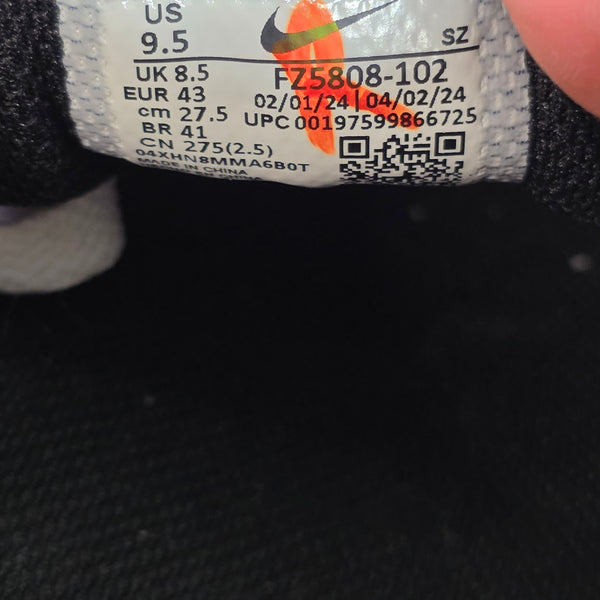 US
9.5 SZ
UK 8.5 FZ5808-102
EUR 43 02/01/24 | 04/02/24
cm 27.5 UPC 00197599866725
BR 41
CN 275(2.5)
04XHN8MMA6B0T
MADE IN CHINA
CHINA